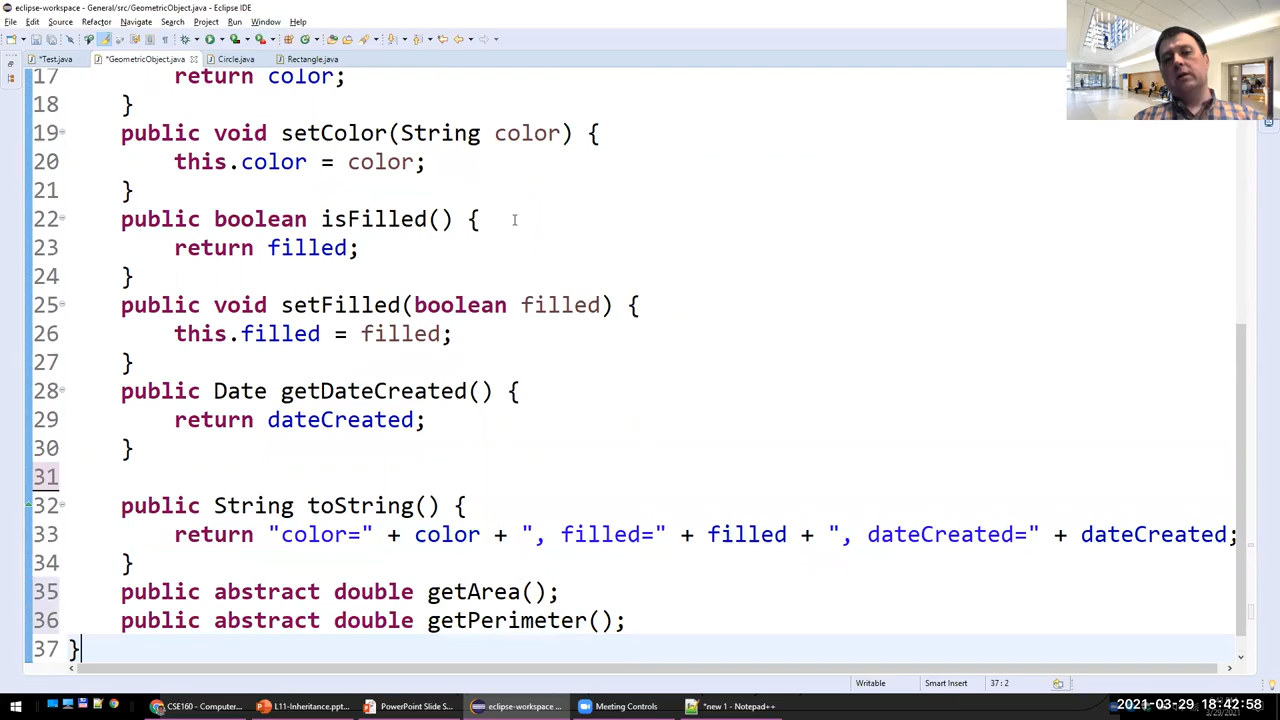 eclipse-workspace - General/src/GeometricObject.java - Eclipse IDE
File Edit Source Refactor Navigate Search Project Run Window Help
*Test.java *GeometricObject.java Circle.java Rectangle.java
17 return color;
18 }
19 public void setColor(String color) {
20 this.color = color;
21 }
22 public boolean isFilled() {
23 return filled;
24 }
25 public void setFilled(boolean filled) {
26 this.filled = filled;
27 }
28 public Date getDateCreated() {
29 return dateCreated;
30 }
31
32 public String toString() {
33 return "color=" + color + ", filled=" + filled + ", dateCreated=" + dateCreated;
34 }
35 public abstract double getArea();
36 public abstract double getPerimeter();
37 }
Writable Smart Insert 37 : 2
CSE160 - Computer... L11-Inheritance.ppt... PowerPoint Slide S... eclipse-workspace ... Meeting Controls *new 1 - Notepad++
2021-03-29 18:42:58